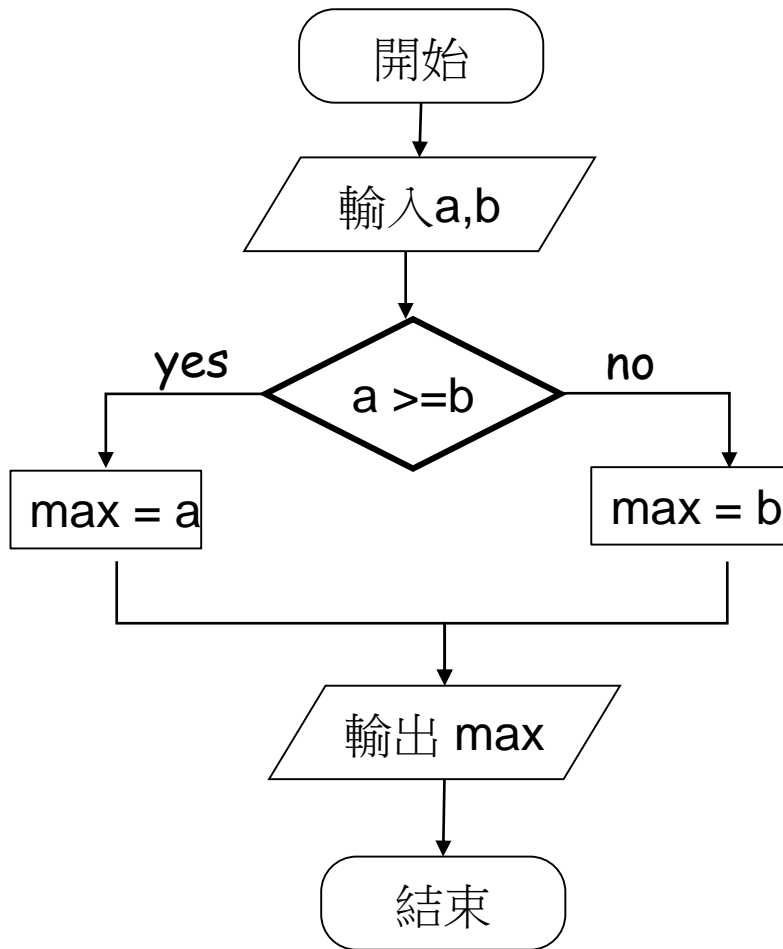 開始
輸入a,b
yes
a >=b
no
max = a
max = b
輸出 max
結束